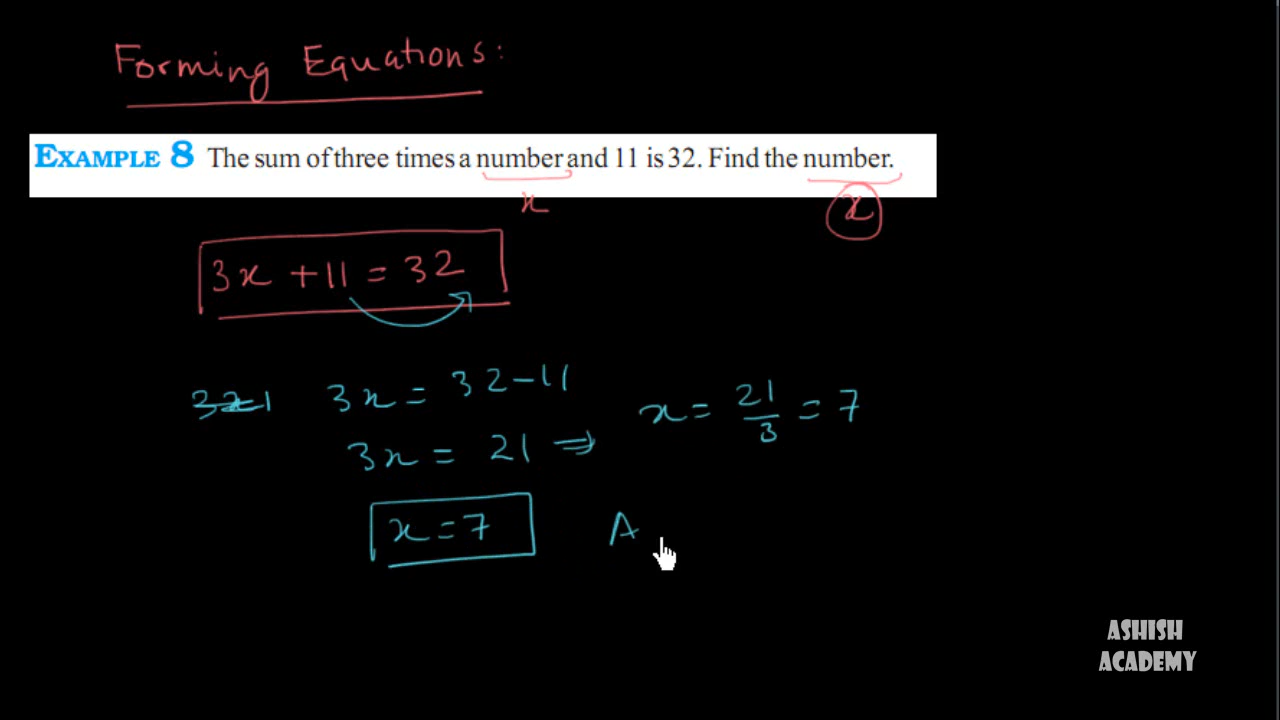 Forming Equations:
EXAMPLE 8 The sum of three times a number and 11 is 32. Find the number.
x x
3x + 11 = 32
3x = 32 - 11
3x = 21 ⇒ x = 21/3 = 7
x = 7 A
ASHISH
ACADEMY